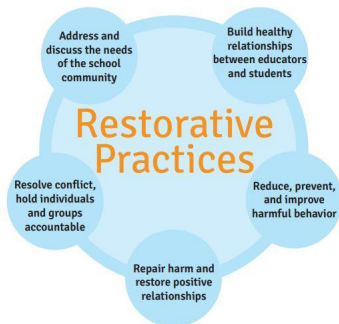 Address and
discuss the needs
of the school
community
Build healthy
relationships
between educators
and students
Restorative
Practices
Resolve conflict,
hold individuals
and groups
accountable
Reduce, prevent,
and improve
harmful behavior
Repair harm and
restore positive
relationships